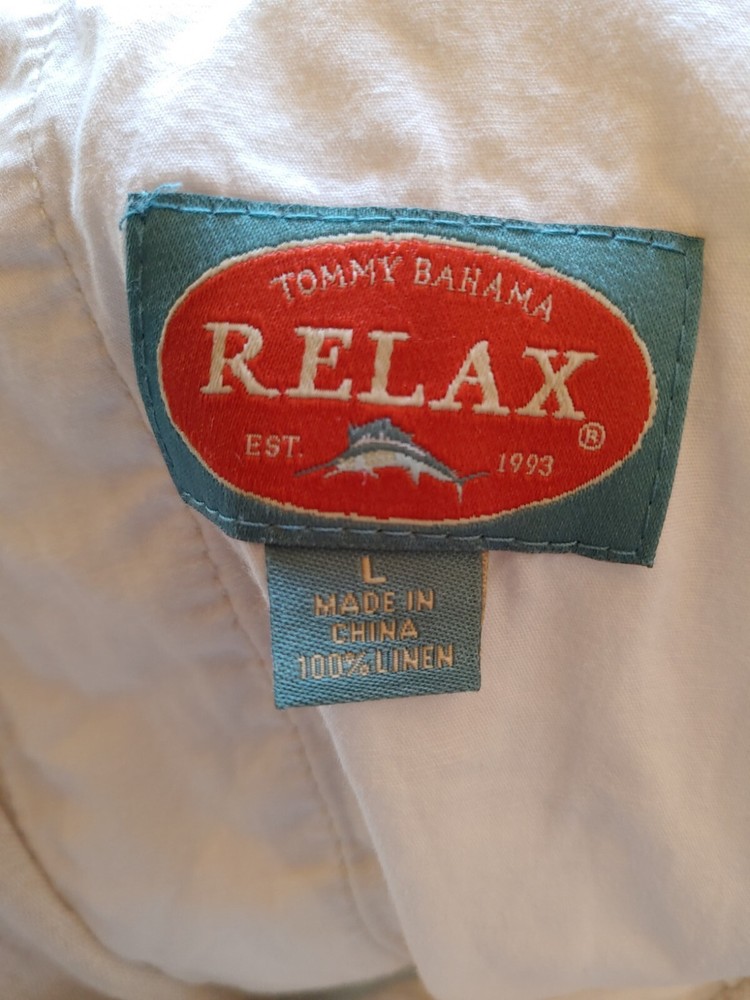 TOMMY BAHAMA
RELAX®
EST. 1993
L
MADE IN
CHINA
100% LINEN